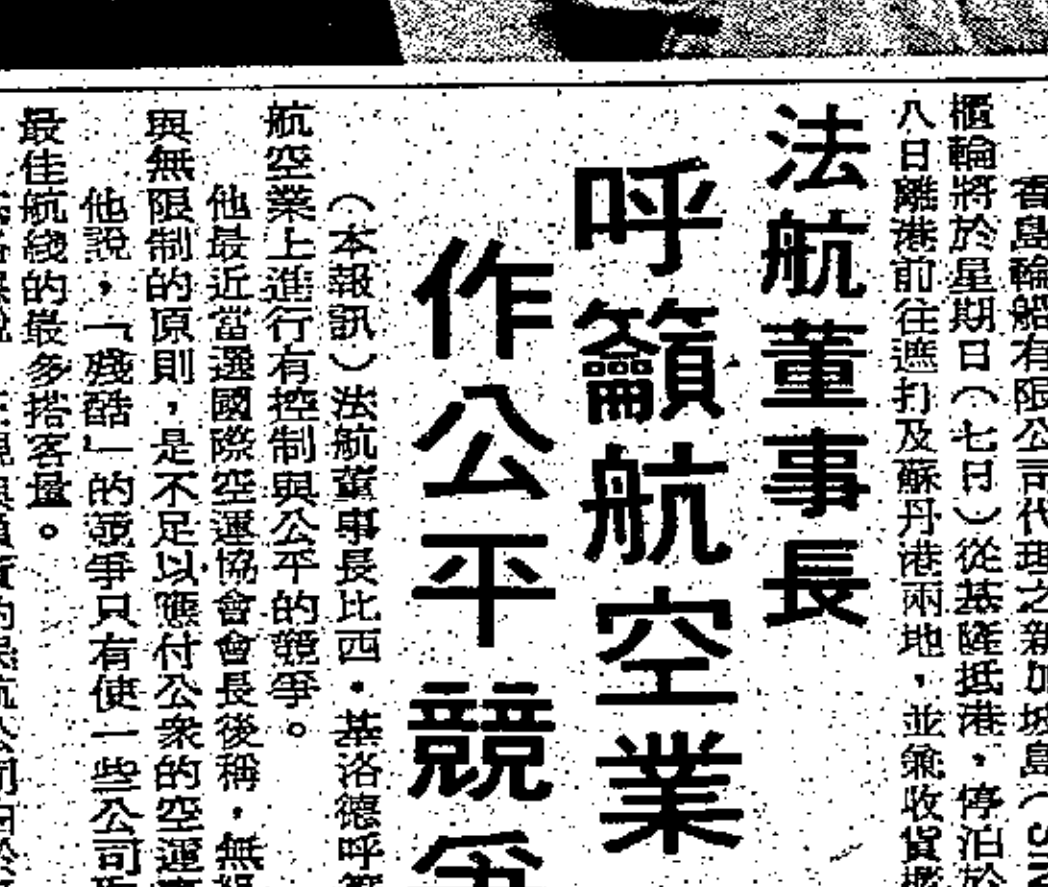 香島輪船有限公司代理之新加坡島（
櫃輪將於星期日（七日）從基隆抵港，停泊於
八日離港前往遮打及蘇丹港兩地，並兼收貨櫃
法航董事長
呼籲航空業
作公平競爭
（本報訊）法航董事長比西・基洛德呼籲
航空業上進行有控制與公平的競爭。
他最近當選國際空運協會會長後稱，無限
與無限制的原則，是不足以應付公衆的空運
他說，「殘酷」的競爭只有使一些公司
最佳航綫的最多搭客量。